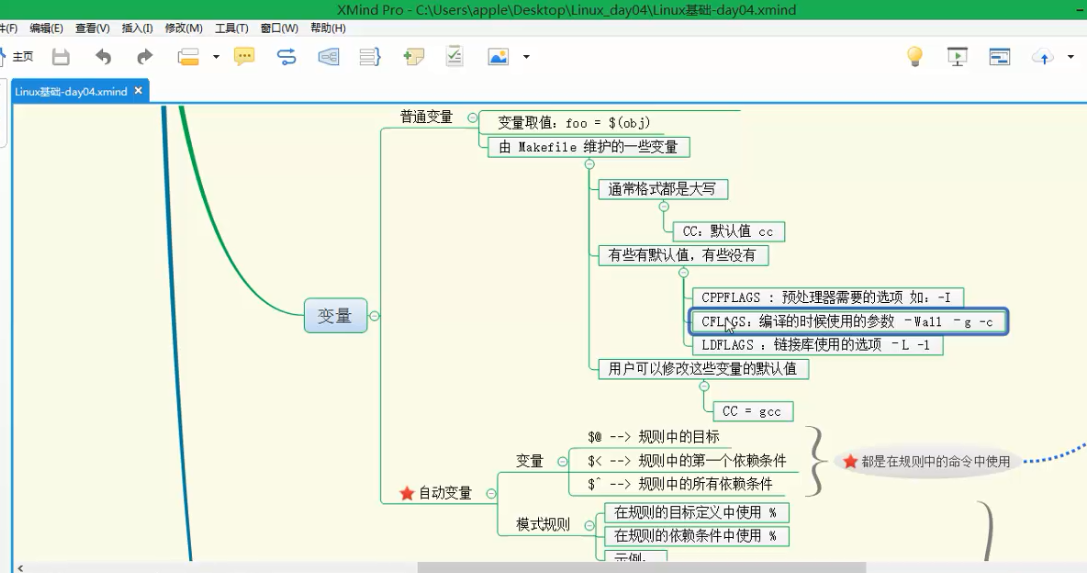 XMind Pro - C:\Users\apple\Desktop\Linux_day04\Linux基础-day04.xmind
件(F) 编辑(E) 查看(V) 插入(I) 修改(M) 工具(T) 窗口(W) 帮助(H)
主页
Linux基础-day04.xmind
普通变量
变量取值: foo = $(obj)
由 Makefile 维护的一些变量
通常格式都是大写
CC: 默认值 cc
有些有默认值, 有些没有
CPPFLAGS : 预处理器需要的选项 如: -I
CFLAGS: 编译的时候使用的参数 -Wall -g -c
LDFLAGS : 链接库使用的选项 -L -l
变量
用户可以修改这些变量的默认值
CC = gcc
$@ --> 规则中的目标
变量
$< --> 规则中的第一个依赖条件
都是在规则中的命令中使用
$^ --> 规则中的所有依赖条件
自动变量
在规则的目标定义中使用 %
模式规则
在规则的依赖条件中使用 %
示例: